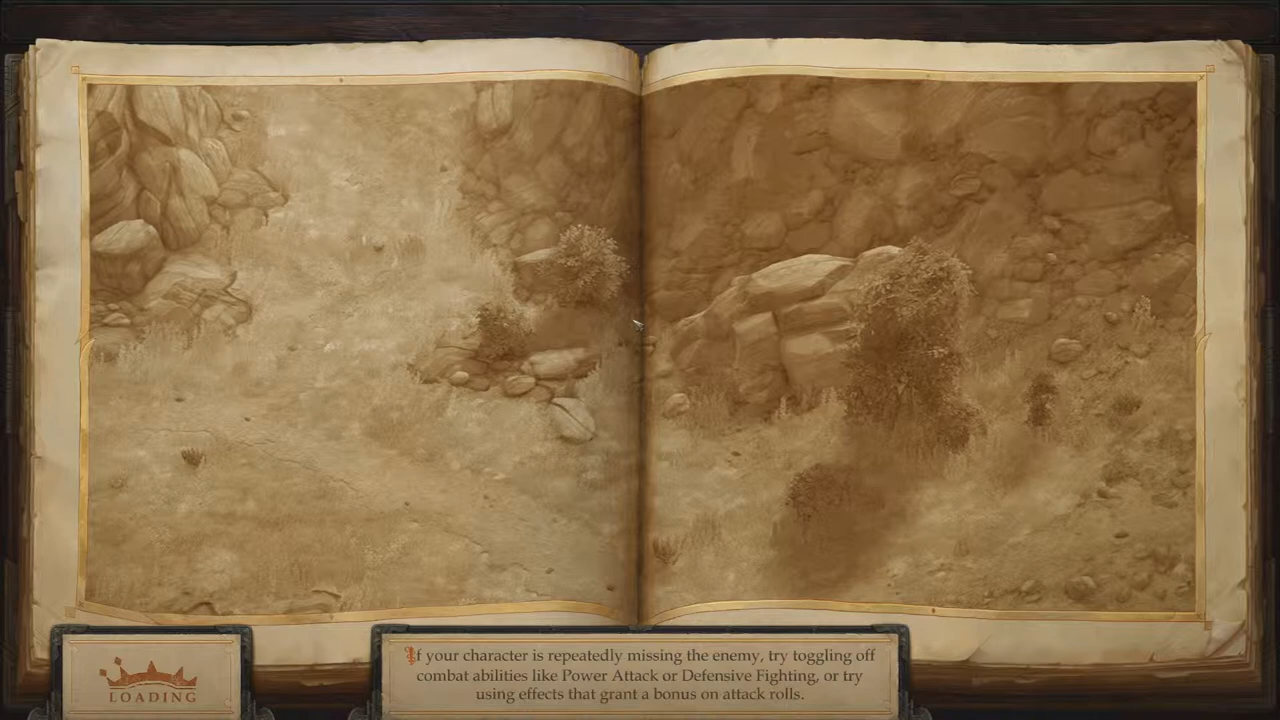 If your character is repeatedly missing the enemy, try toggling off
combat abilities like Power Attack or Defensive Fighting, or try
using effects that grant a bonus on attack rolls.
LOADING